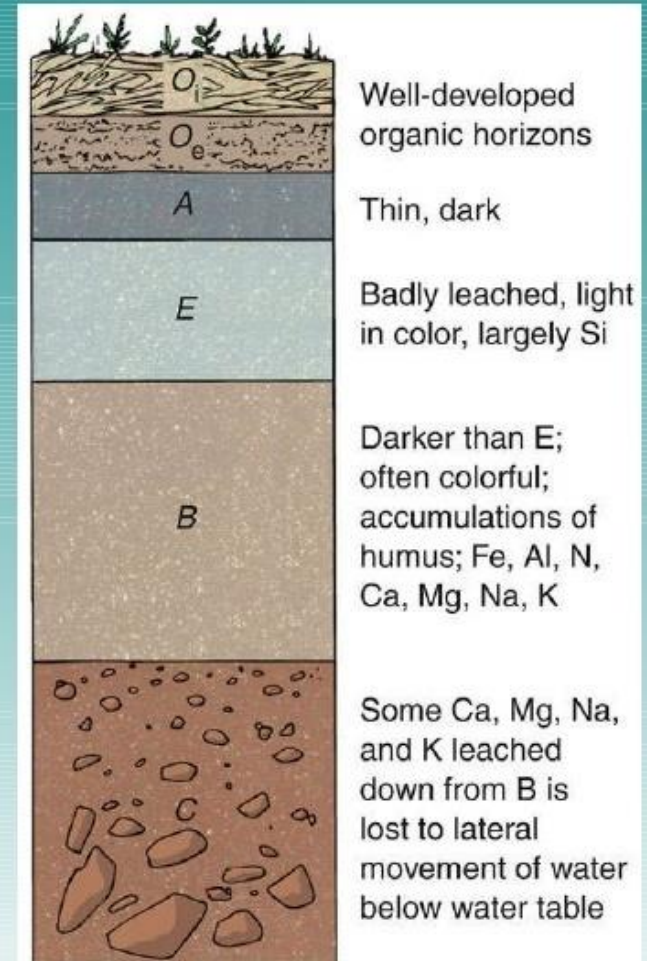 O
i
O
e
Well-developed
organic horizons
A
Thin, dark
E
Badly leached, light
in color, largely Si
B
Darker than E;
often colorful;
accumulations of
humus; Fe, Al, N,
Ca, Mg, Na, K
C
Some Ca, Mg, Na,
and K leached
down from B is
lost to lateral
movement of water
below water table